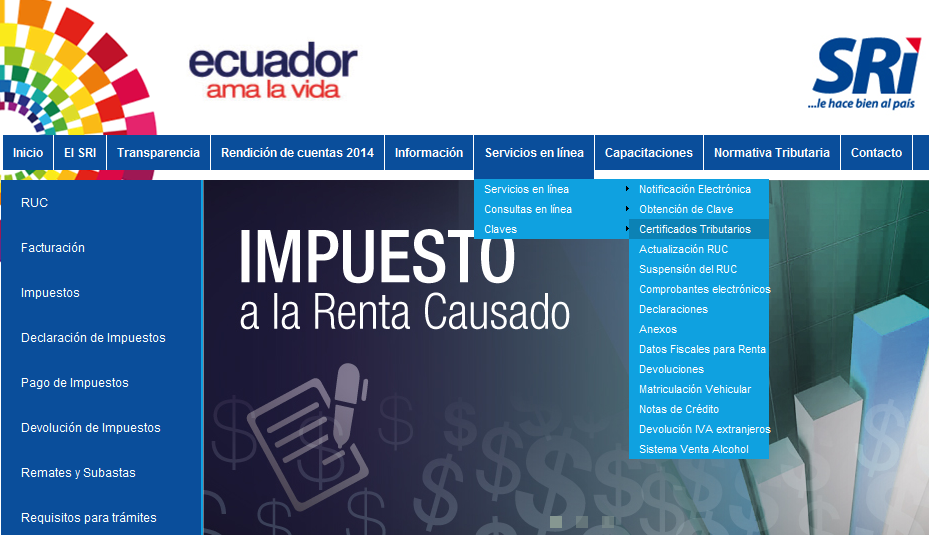 ecuador
ama la vida
SRi
...le hace bien al país
Inicio
El SRI
Transparencia
Rendición de cuentas 2014
Información
Servicios en línea
Capacitaciones
Normativa Tributaria
Contacto
RUC
Facturación
Impuestos
Declaración de Impuestos
Pago de Impuestos
Devolución de Impuestos
Remates y Subastas
Requisitos para trámites
Servicios en línea
Consultas en línea
Claves
Notificación Electrónica
Obtención de Clave
Certificados Tributarios
Actualización RUC
Suspensión del RUC
Comprobantes electrónicos
Declaraciones
Anexos
Datos Fiscales para Renta
Devoluciones
Matriculación Vehicular
Notas de Crédito
Devolución IVA extranjeros
Sistema Venta Alcohol
IMPUESTO
a la Renta Causado